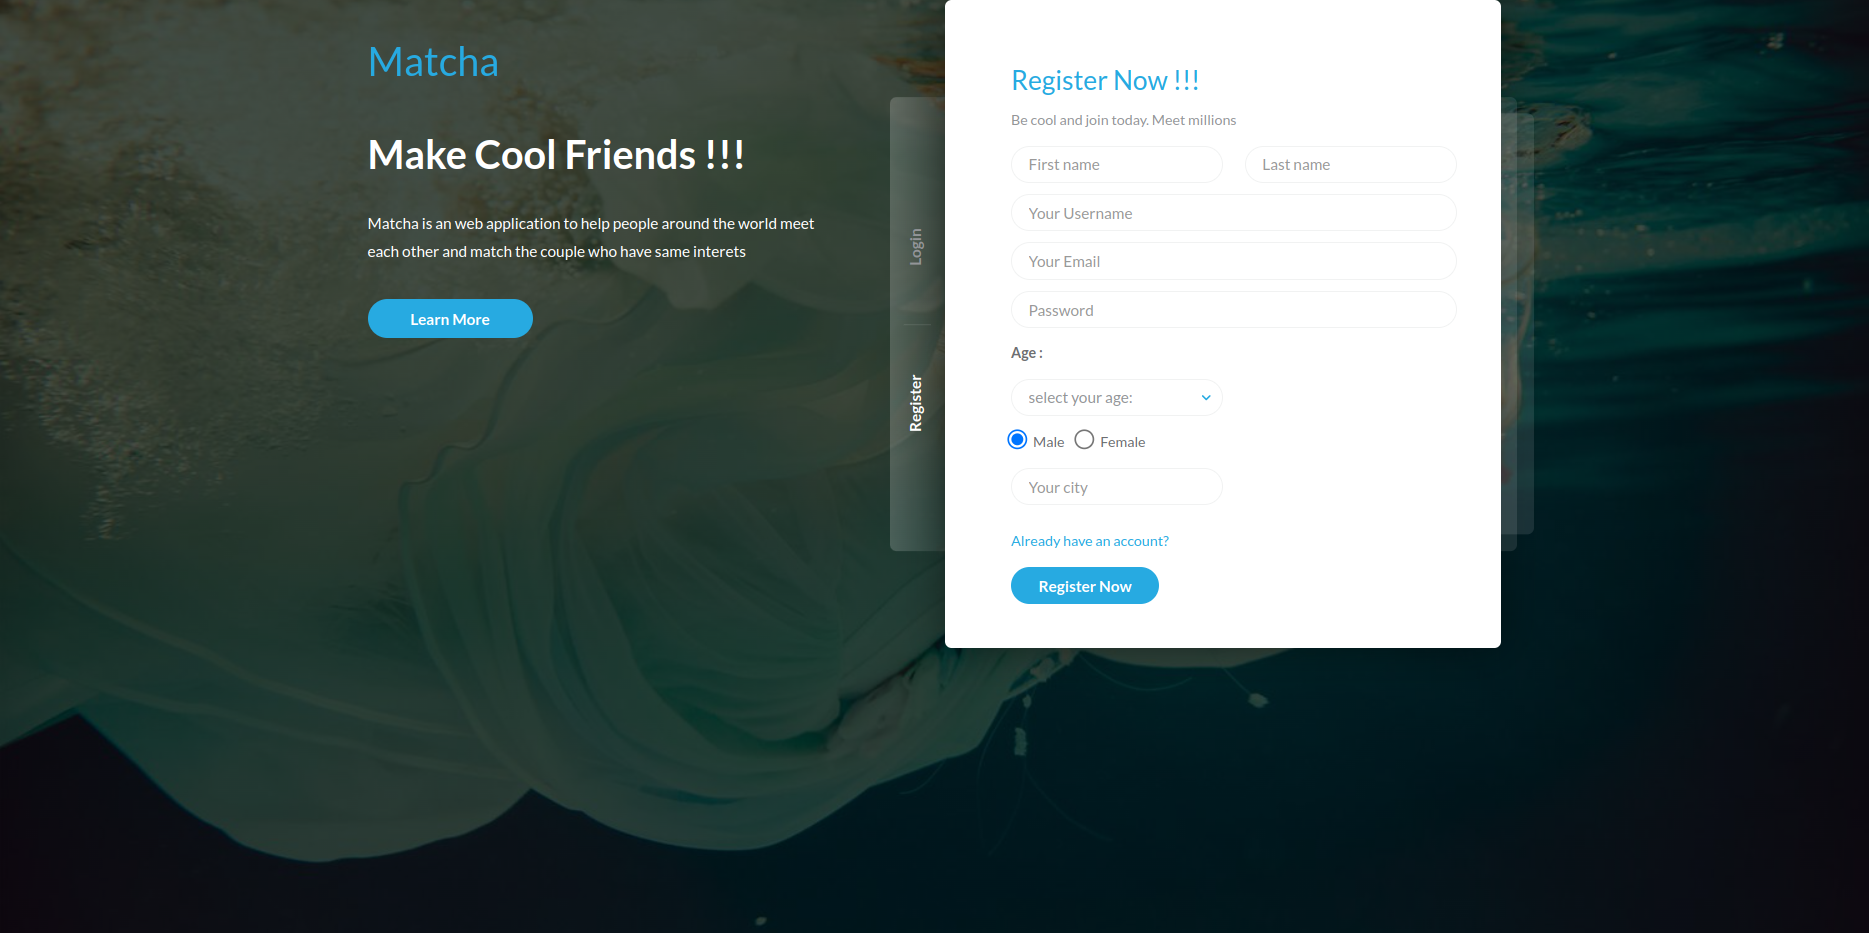 Matcha
Make Cool Friends !!!
Matcha is an web application to help people around the world meet
each other and match the couple who have same interets
Learn More
Login
Register
Register Now !!!
Be cool and join today. Meet millions
First name
Last name
Your Username
Your Email
Password
Age :
select your age:
Male
Female
Your city
Already have an account?
Register Now